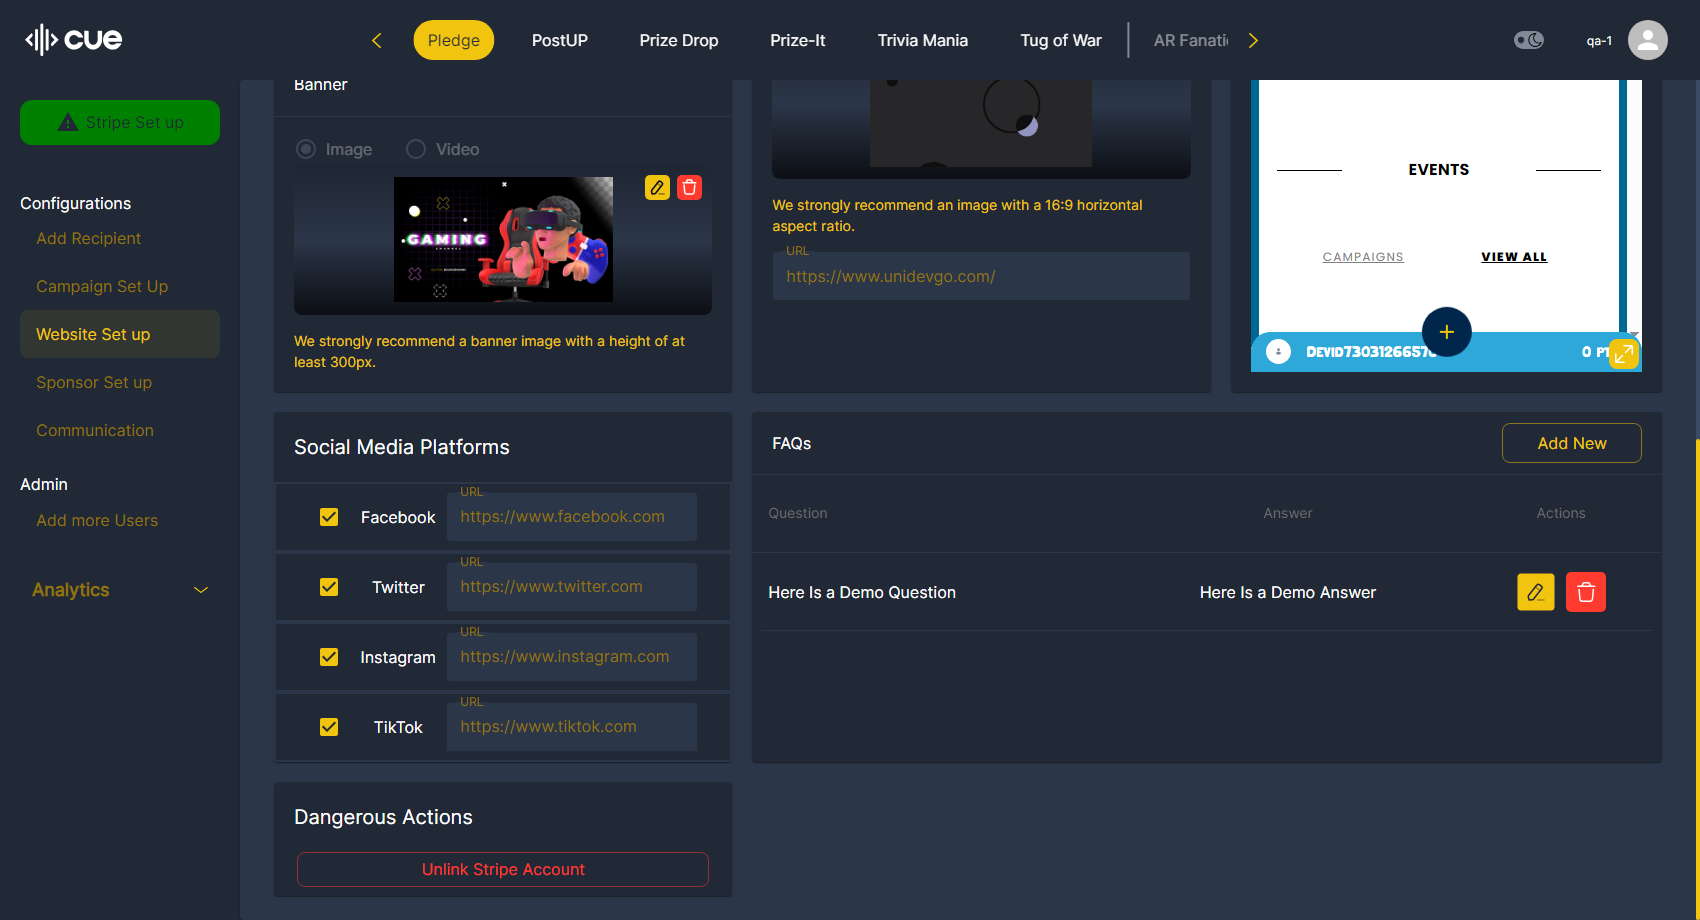 cue
Pledge
PostUP
Prize Drop
Prize-It
Trivia Mania
Tug of War
AR Fanati
qa-1
Stripe Set up
Configurations
Add Recipient
Campaign Set Up
Website Set up
Sponsor Set up
Communication
Admin
Add more Users
Analytics
Banner
Image
Video
GAMING
We strongly recommend a banner image with a height of at
least 300px.
We strongly recommend an image with a 16:9 horizontal
aspect ratio.
URL
https://www.unidevgo.com/
EVENTS
CAMPAIGNS
VIEW ALL
0 PT
Social Media Platforms
Facebook
URL
https://www.facebook.com
Twitter
URL
https://www.twitter.com
Instagram
URL
https://www.instagram.com
TikTok
URL
https://www.tiktok.com
FAQs
Add New
Question
Answer
Actions
Here Is a Demo Question
Here Is a Demo Answer
Dangerous Actions
Unlink Stripe Account